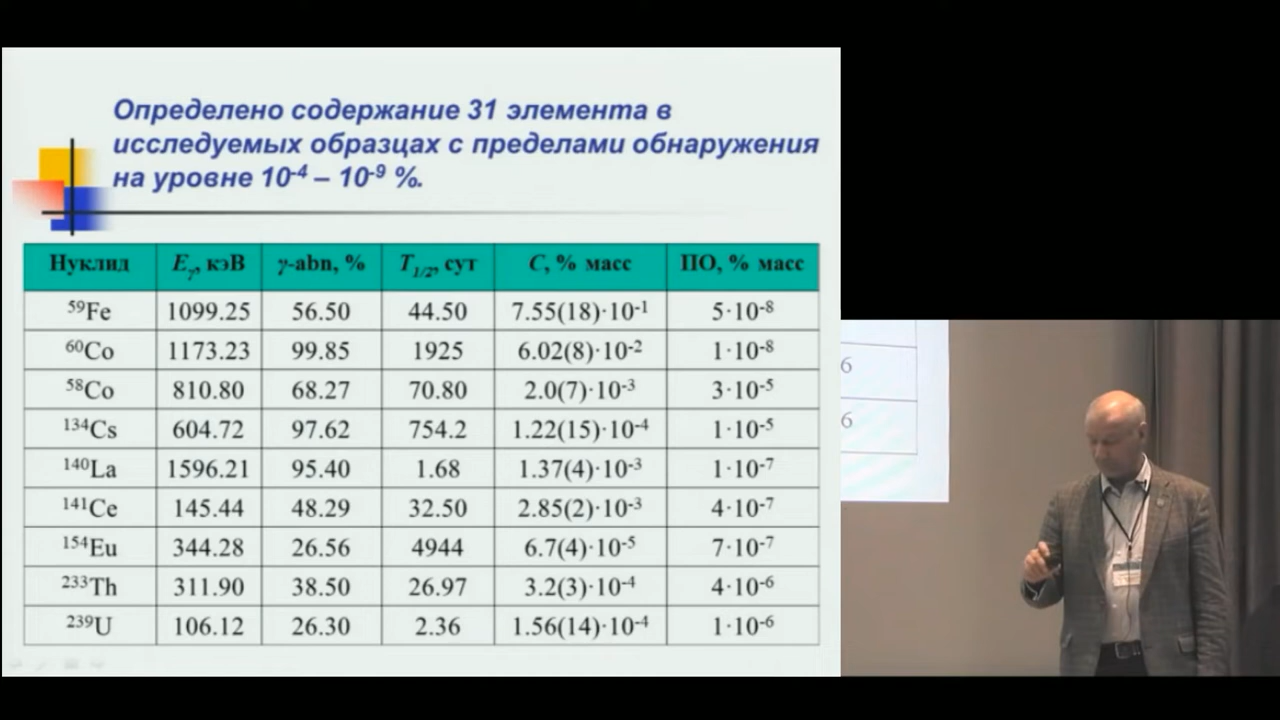 Определено содержание 31 элемента в
исследуемых образцах с пределами обнаружения
на уровне 10⁻⁴ – 10⁻⁹ %.
Нуклид Eᵧ, кэВ γ-abn, % T₁/₂, сут C, % масс ПО, % масс
⁵⁹Fe 1099.25 56.50 44.50 7.55(18)·10⁻¹ 5·10⁻⁸
⁶⁰Co 1173.23 99.85 1925 6.02(8)·10⁻² 1·10⁻⁸
⁵⁸Co 810.80 68.27 70.80 2.0(7)·10⁻³ 3·10⁻⁵
¹³⁴Cs 604.72 97.62 754.2 1.22(15)·10⁻⁴ 1·10⁻⁵
¹⁴⁰La 1596.21 95.40 1.68 1.37(4)·10⁻³ 1·10⁻⁷
¹⁴¹Ce 145.44 48.29 32.50 2.85(2)·10⁻³ 4·10⁻⁷
¹⁵⁴Eu 344.28 26.56 4944 6.7(4)·10⁻⁵ 7·10⁻⁷
²³³Th 311.90 38.50 26.97 3.2(3)·10⁻⁴ 4·10⁻⁶
²³⁹U 106.12 26.30 2.36 1.56(14)·10⁻⁴ 1·10⁻⁶
6
6